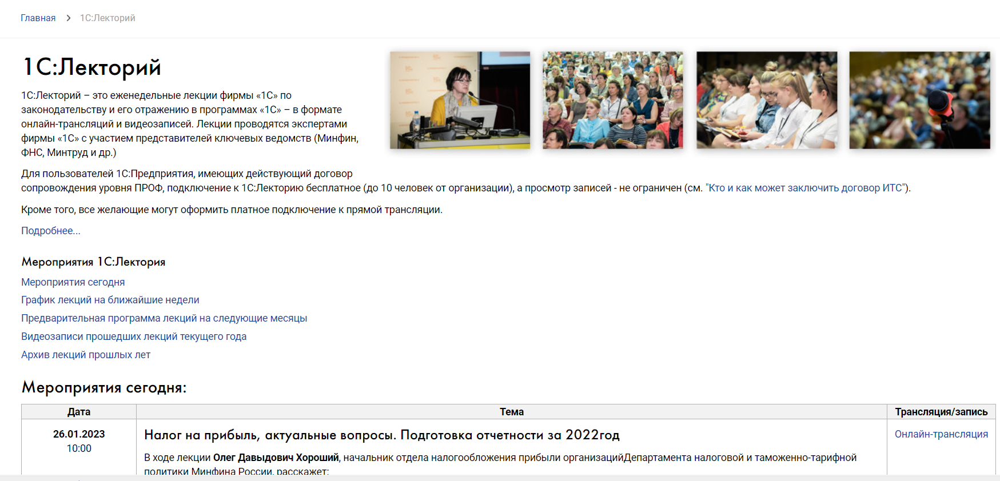 Главная > 1С:Лекторий
1С:Лекторий
1С:Лекторий – это еженедельные лекции фирмы «1С» по
законодательству и его отражению в программах «1С» – в формате
онлайн-трансляций и видеозаписей. Лекции проводятся экспертами
фирмы «1С» с участием представителей ключевых ведомств (Минфин,
ФНС, Минтруд и др.)
Для пользователей 1С:Предприятия, имеющих действующий договор
сопровождения уровня ПРОФ, подключение к 1С:Лекторию бесплатное (до 10 человек от организации), а просмотр записей - не ограничен (см. "Кто и как может заключить договор ИТС").
Кроме того, все желающие могут оформить платное подключение к прямой трансляции.
Подробнее...
Мероприятия 1С:Лектория
Мероприятия сегодня
График лекций на ближайшие недели
Предварительная программа лекций на следующие месяцы
Видеозаписи прошедших лекций текущего года
Архив лекций прошлых лет
Мероприятия сегодня:
Дата Тема Трансляция/запись
26.01.2023 Налог на прибыль, актуальные вопросы. Подготовка отчетности за 2022год Онлайн-трансляция
10:00
В ходе лекции Олег Давыдович Хороший, начальник отдела налогообложения прибыли организацийДепартамента налоговой и таможенно-тарифной
политики Минфина России, расскажет: